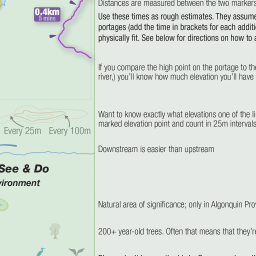 Distances are measured between the two markers
Use these times as rough estimates. They assume
portages (add the time in brackets for each additi
physically fit. See below for directions on how to a
0.4km
5 mins
If you compare the high point on the portage to the
river,) you'll know how much elevation you'll have
Want to know exactly what elevations one of the li
marked elevation point and count in 25m intervals
Every 25m
Every 100m
Downstream is easier than upstream
See & Do
vironment
Natural area of significance; only in Algonquin Prov
200+ year-old trees. Often that means that they're